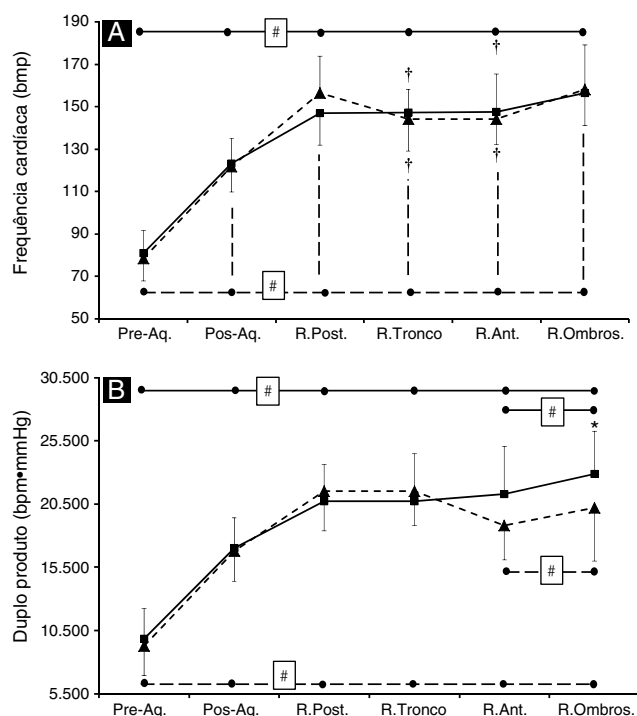 A
Frequência cardíaca (bmp)
190
170
150
130
110
90
70
50
#
†
†
†
†
#
Pre-Aq.
Pos-Aq.
R.Post.
R.Tronco
R.Ant.
R.Ombros.
B
Duplo produto (bpm•mmHg)
30.500
25.500
20.500
15.500
10.500
5.500
#
#
*
#
#
Pre-Aq.
Pos-Aq.
R.Post.
R.Tronco
R.Ant.
R.Ombros.